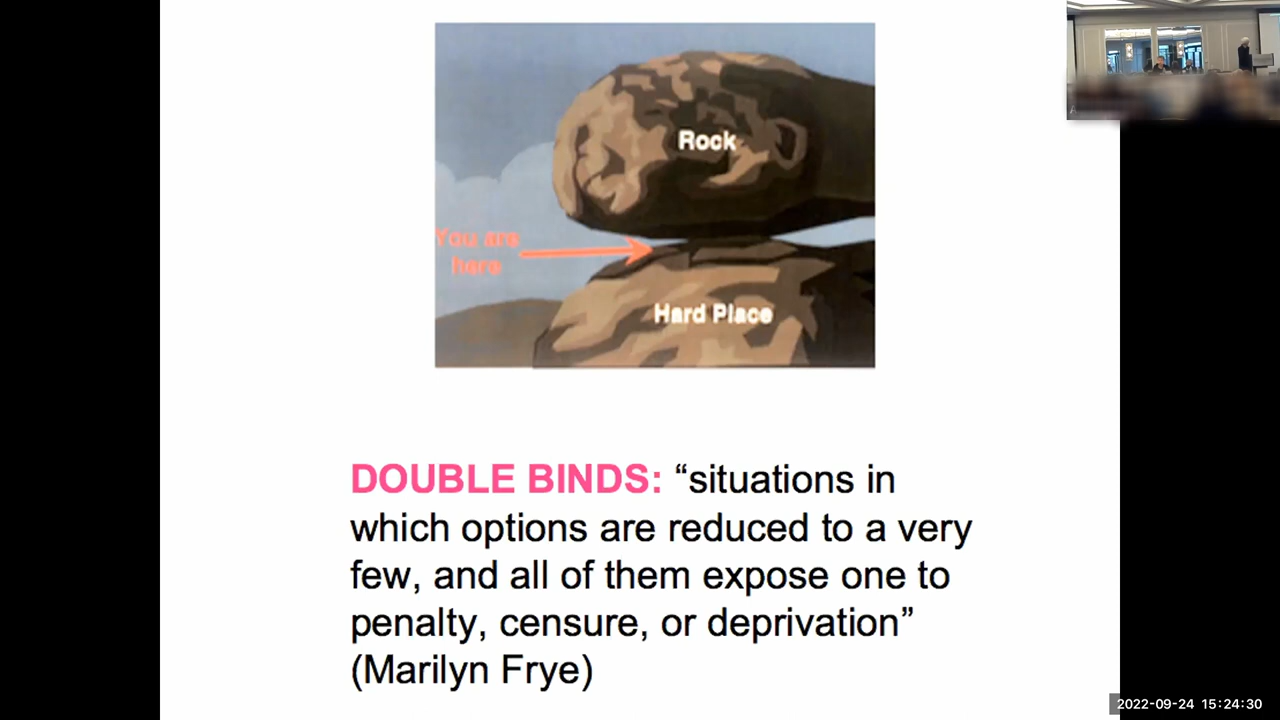 Rock
You are
here
Hard Place
DOUBLE BINDS: “situations in
which options are reduced to a very
few, and all of them expose one to
penalty, censure, or deprivation”
(Marilyn Frye)
2022-09-24 15:24:30